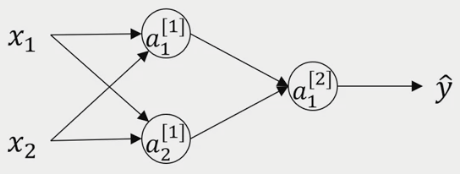 x₁
a₁^[1]
a₁^[2]
ŷ
x₂
a₂^[1]